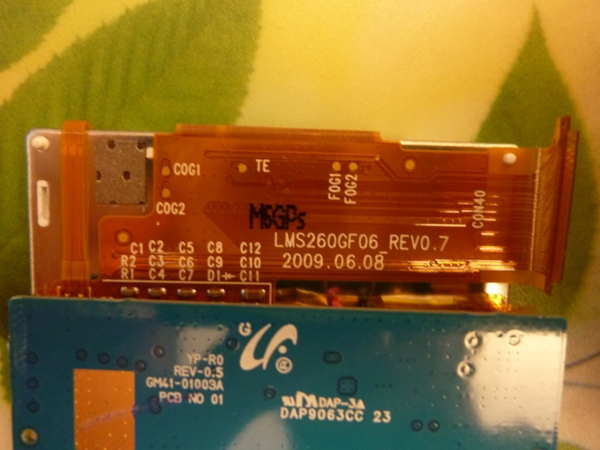 COG1
TE
FOG1
FOG2
COG2
CON40
LMS260GF06 REV0.7
2009.06.08
C1 C2 C5 C8 C12
R2 C3 C6 C9 C10
R1 C4 C7 D1 C11
G
YP-R0
REV-0.5
GM41-01003A
PCB NO 01
DAP-3A
DAP9063CC 23